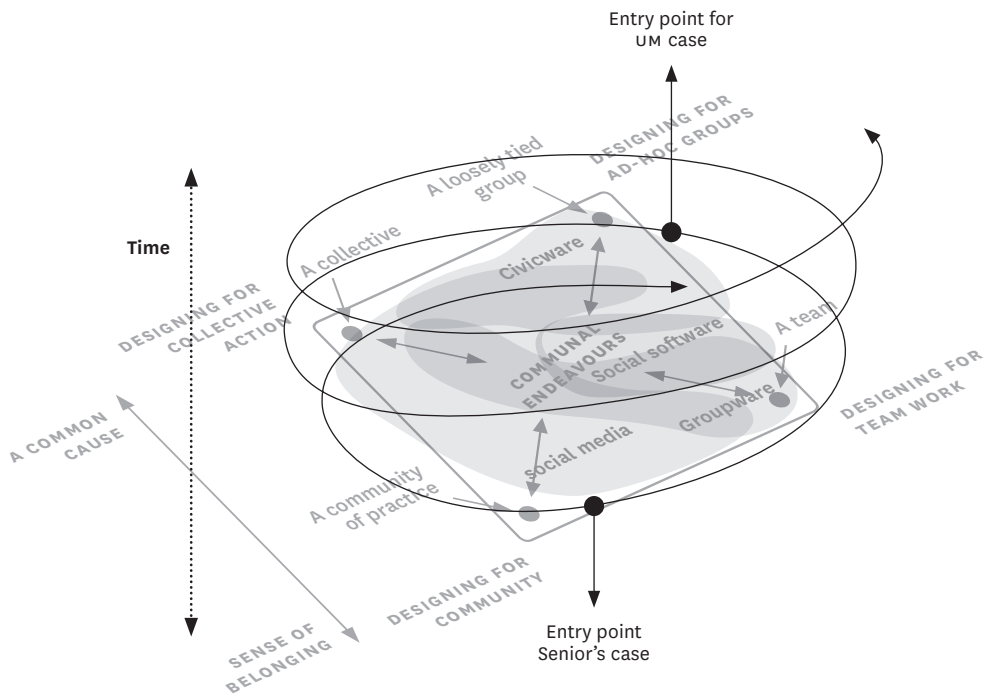 Entry point for
UM case
DESIGNING FOR
AD-HOC GROUPS
A loosely tied
group
Time
A collective
Civicware
DESIGNING FOR
COLLECTIVE
ACTION
COMMUNAL
ENDEAVOURS
Social software
A team
Groupware
DESIGNING FOR
TEAM WORK
A COMMON
CAUSE
social media
A community
of practice
DESIGNING FOR
COMMUNITY
SENSE OF
BELONGING
Entry point
Senior’s case